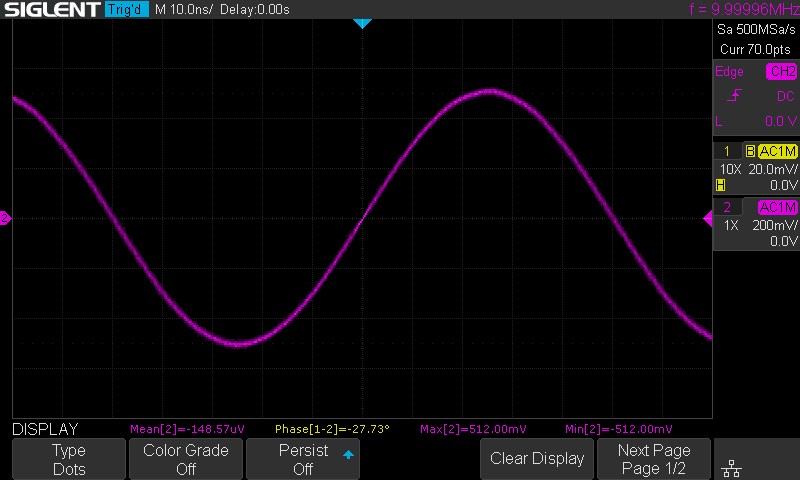 SIGLENT Trig'd M 10.0ns/ Delay:0.00s f = 9.99996MHz
Sa 500MSa/s
Curr 70.0pts
Edge CH2
DC
L 0.0 V
1 B AC1M
10X 20.0mV/
H 0.0V
2 AC1M
1X 200mV/
0.0V
2
DISPLAY Mean[2]=-148.57uV Phase[1-2]=-27.73° Max[2]=512.00mV Min[2]=-512.00mV
Type Color Grade Persist Clear Display Next Page
Dots Off Off Page 1/2